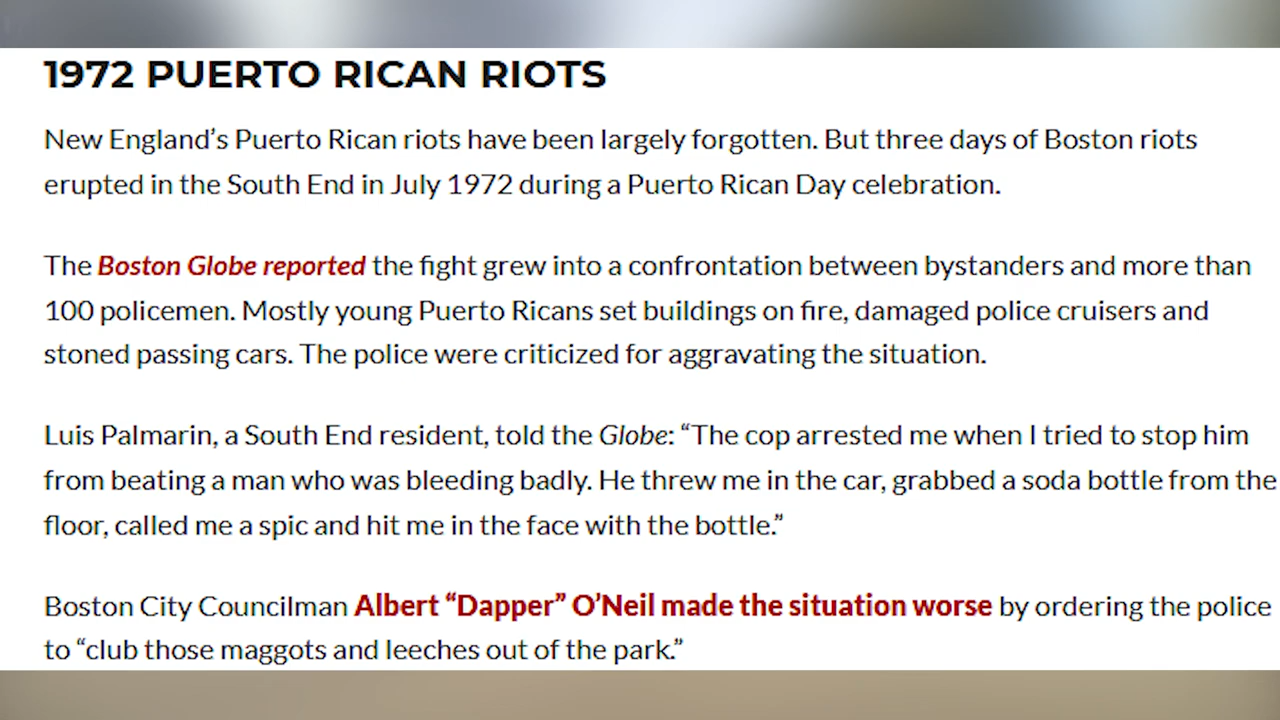 1972 PUERTO RICAN RIOTS
New England’s Puerto Rican riots have been largely forgotten. But three days of Boston riots
erupted in the South End in July 1972 during a Puerto Rican Day celebration.
The Boston Globe reported the fight grew into a confrontation between bystanders and more than
100 policemen. Mostly young Puerto Ricans set buildings on fire, damaged police cruisers and
stoned passing cars. The police were criticized for aggravating the situation.
Luis Palmarin, a South End resident, told the Globe: “The cop arrested me when I tried to stop him
from beating a man who was bleeding badly. He threw me in the car, grabbed a soda bottle from the
floor, called me a spic and hit me in the face with the bottle.”
Boston City Councilman Albert “Dapper” O’Neil made the situation worse by ordering the police
to “club those maggots and leeches out of the park.”